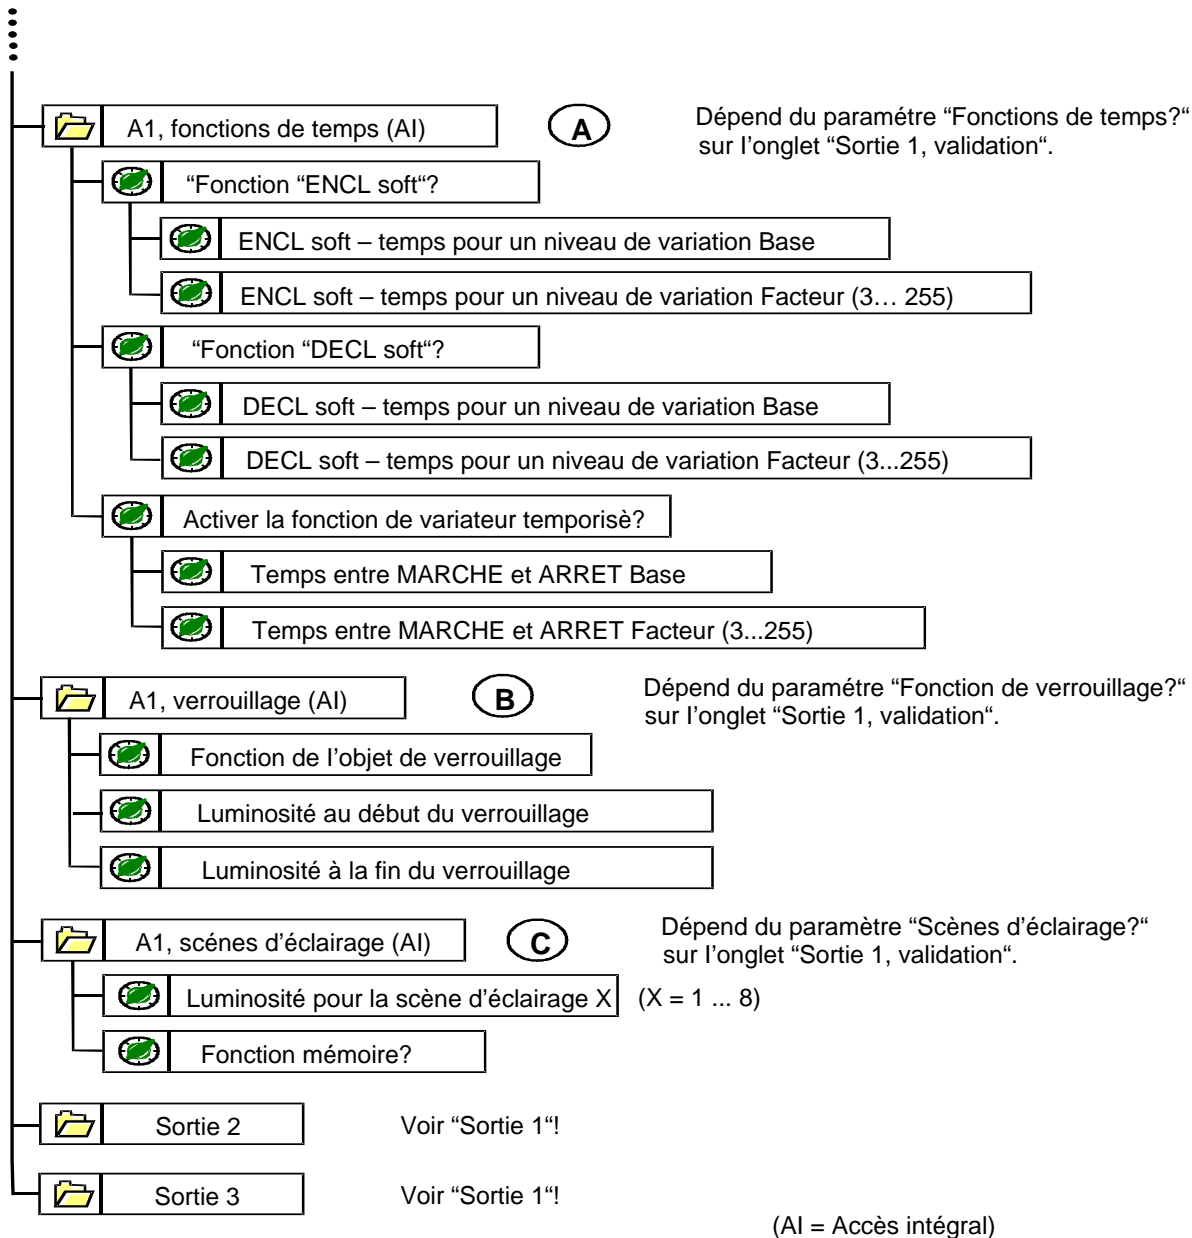 A1, fonctions de temps (AI)
A
Dépend du paramétre “Fonctions de temps?“
sur l’onglet “Sortie 1, validation“.
“Fonction “ENCL soft“?
ENCL soft – temps pour un niveau de variation Base
ENCL soft – temps pour un niveau de variation Facteur (3… 255)
“Fonction “DECL soft“?
DECL soft – temps pour un niveau de variation Base
DECL soft – temps pour un niveau de variation Facteur (3...255)
Activer la fonction de variateur temporisè?
Temps entre MARCHE et ARRET Base
Temps entre MARCHE et ARRET Facteur (3...255)
A1, verrouillage (AI)
B
Dépend du paramétre “Fonction de verrouillage?“
sur l’onglet “Sortie 1, validation“.
Fonction de l’objet de verrouillage
Luminosité au début du verrouillage
Luminosité à la fin du verrouillage
A1, scénes d’éclairage (AI)
C
Dépend du paramètre “Scènes d’éclairage?“
sur l’onglet “Sortie 1, validation“.
Luminosité pour la scène d’éclairage X (X = 1 ... 8)
Fonction mémoire?
Sortie 2 Voir “Sortie 1“!
Sortie 3 Voir “Sortie 1“!
(AI = Accès intégral)